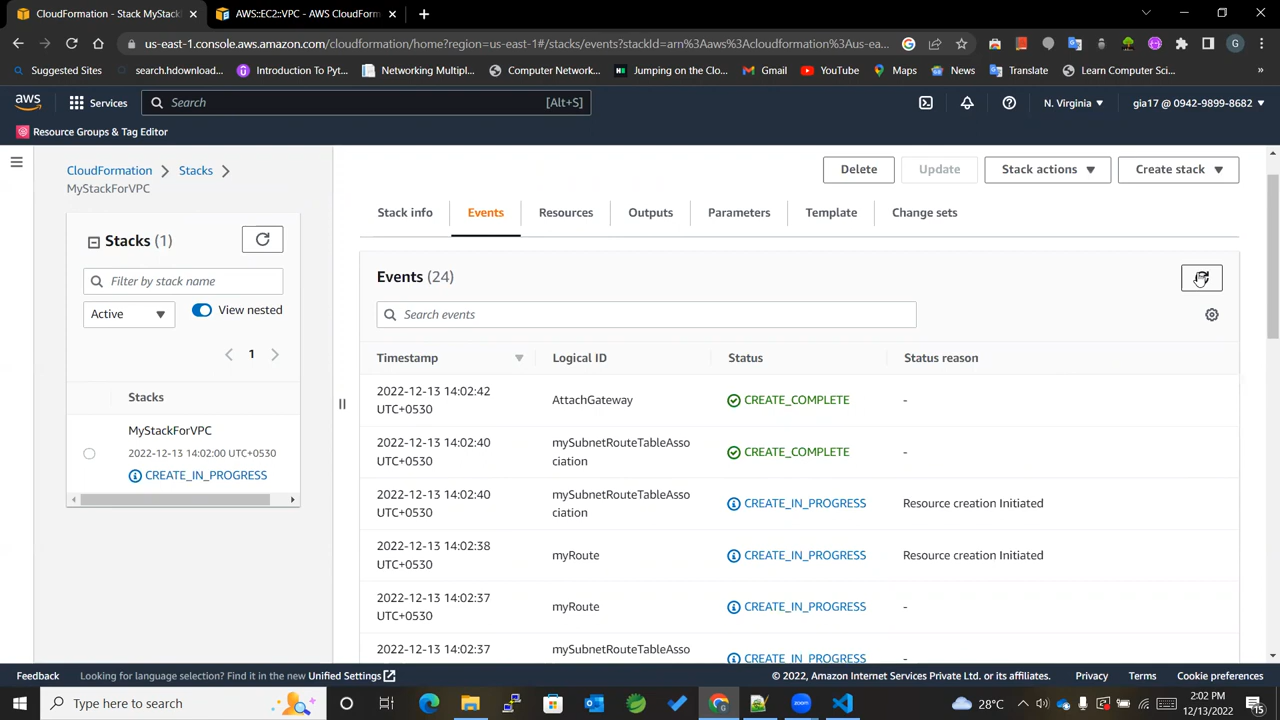 CloudFormation - Stack MyStack
AWS::EC2::VPC - AWS CloudForm
us-east-1.console.aws.amazon.com/cloudformation/home?region=us-east-1#/stacks/events?stackId=arn%3Aaws%3Acloudformation%3Aus-ea...
G
Suggested Sites
search.hdownload...
Introduction To Pyt...
Networking Multipl...
Computer Network...
Jumping on the Clo...
Gmail
YouTube
Maps
News
Translate
Learn Computer Sci...
aws
Services
Search
[Alt+S]
N. Virginia
gia17 @ 0942-9899-8682
Resource Groups & Tag Editor
CloudFormation
Stacks
MyStackForVPC
Delete
Update
Stack actions
Create stack
Stacks (1)
Filter by stack name
Active
View nested
1
Stacks
MyStackForVPC
2022-12-13 14:02:00 UTC+0530
CREATE_IN_PROGRESS
Stack info
Events
Resources
Outputs
Parameters
Template
Change sets
Events (24)
Search events
Timestamp
Logical ID
Status
Status reason
2022-12-13 14:02:42
UTC+0530
AttachGateway
CREATE_COMPLETE
-
2022-12-13 14:02:40
UTC+0530
mySubnetRouteTableAsso
ciation
CREATE_COMPLETE
-
2022-12-13 14:02:40
UTC+0530
mySubnetRouteTableAsso
ciation
CREATE_IN_PROGRESS
Resource creation Initiated
2022-12-13 14:02:38
UTC+0530
myRoute
CREATE_IN_PROGRESS
Resource creation Initiated
2022-12-13 14:02:37
UTC+0530
myRoute
CREATE_IN_PROGRESS
-
2022-12-13 14:02:37
mySubnetRouteTableAsso
CREATE_IN_PROGRESS
Feedback
Looking for language selection? Find it in the new Unified Settings
© 2022, Amazon Internet Services Private Ltd. or its affiliates.
Privacy
Terms
Cookie preferences
Type here to search
28°C
2:02 PM
12/13/2022
15